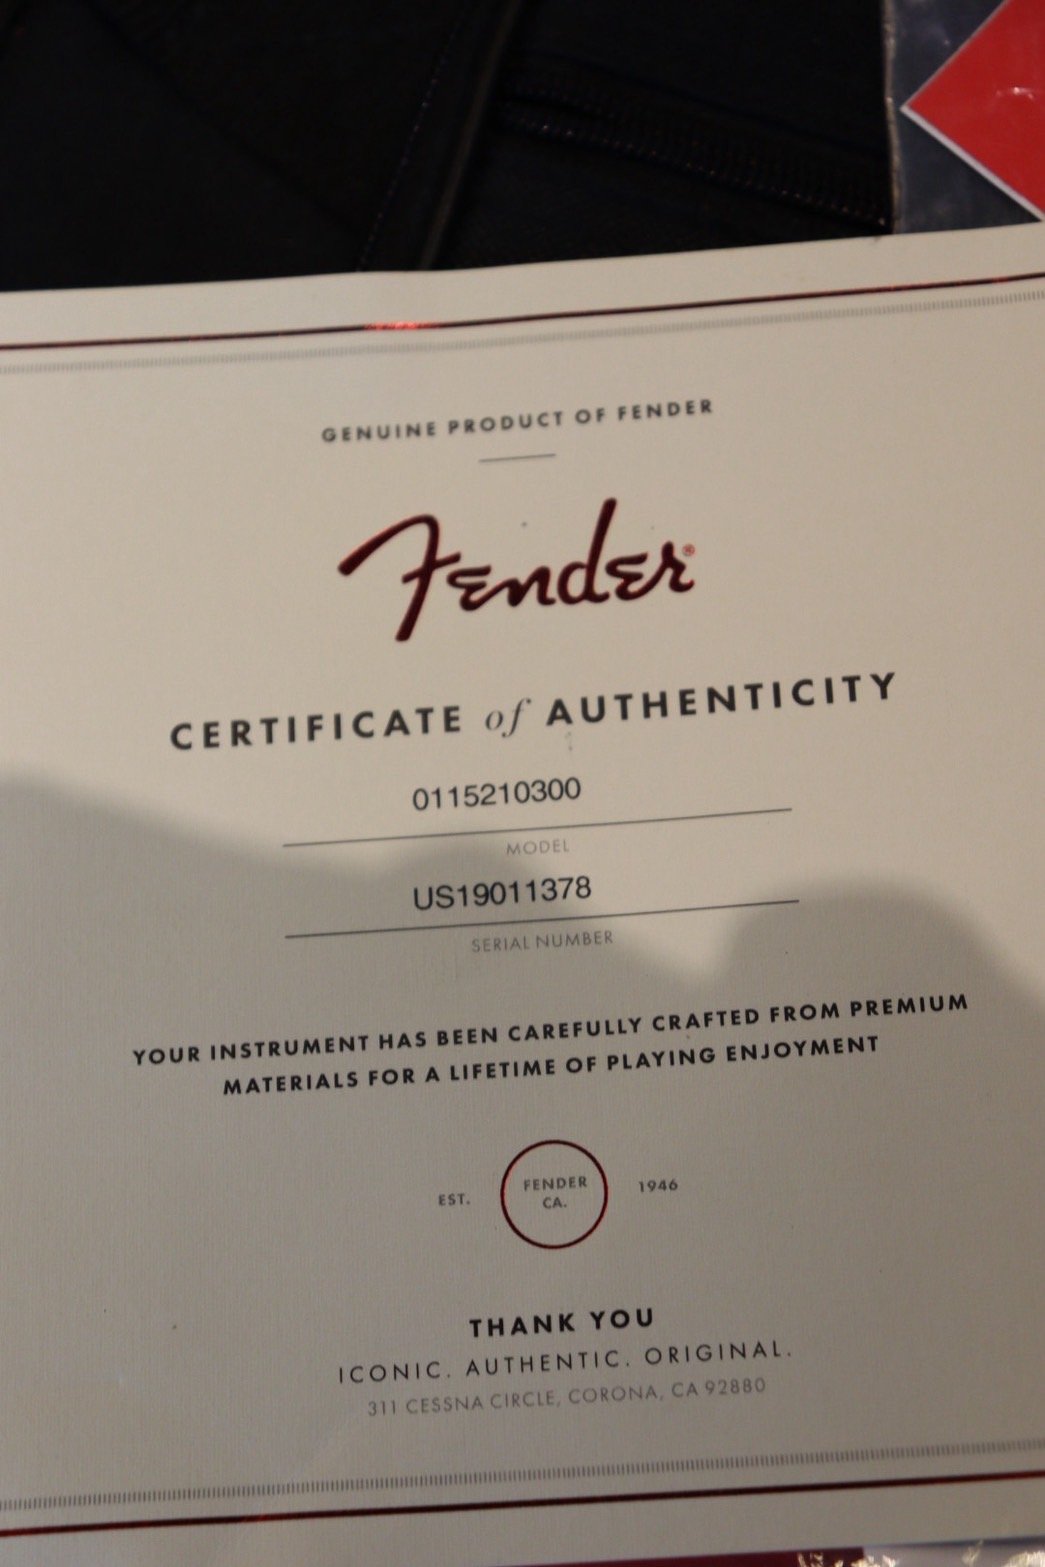 GENUINE PRODUCT OF FENDER
Fender®
CERTIFICATE of AUTHENTICITY
0115210300
MODEL
US19011378
SERIAL NUMBER
YOUR INSTRUMENT HAS BEEN CAREFULLY CRAFTED FROM PREMIUM
MATERIALS FOR A LIFETIME OF PLAYING ENJOYMENT
EST. FENDER CA. 1946
THANK YOU
ICONIC. AUTHENTIC. ORIGINAL.
311 CESSNA CIRCLE, CORONA, CA 92880